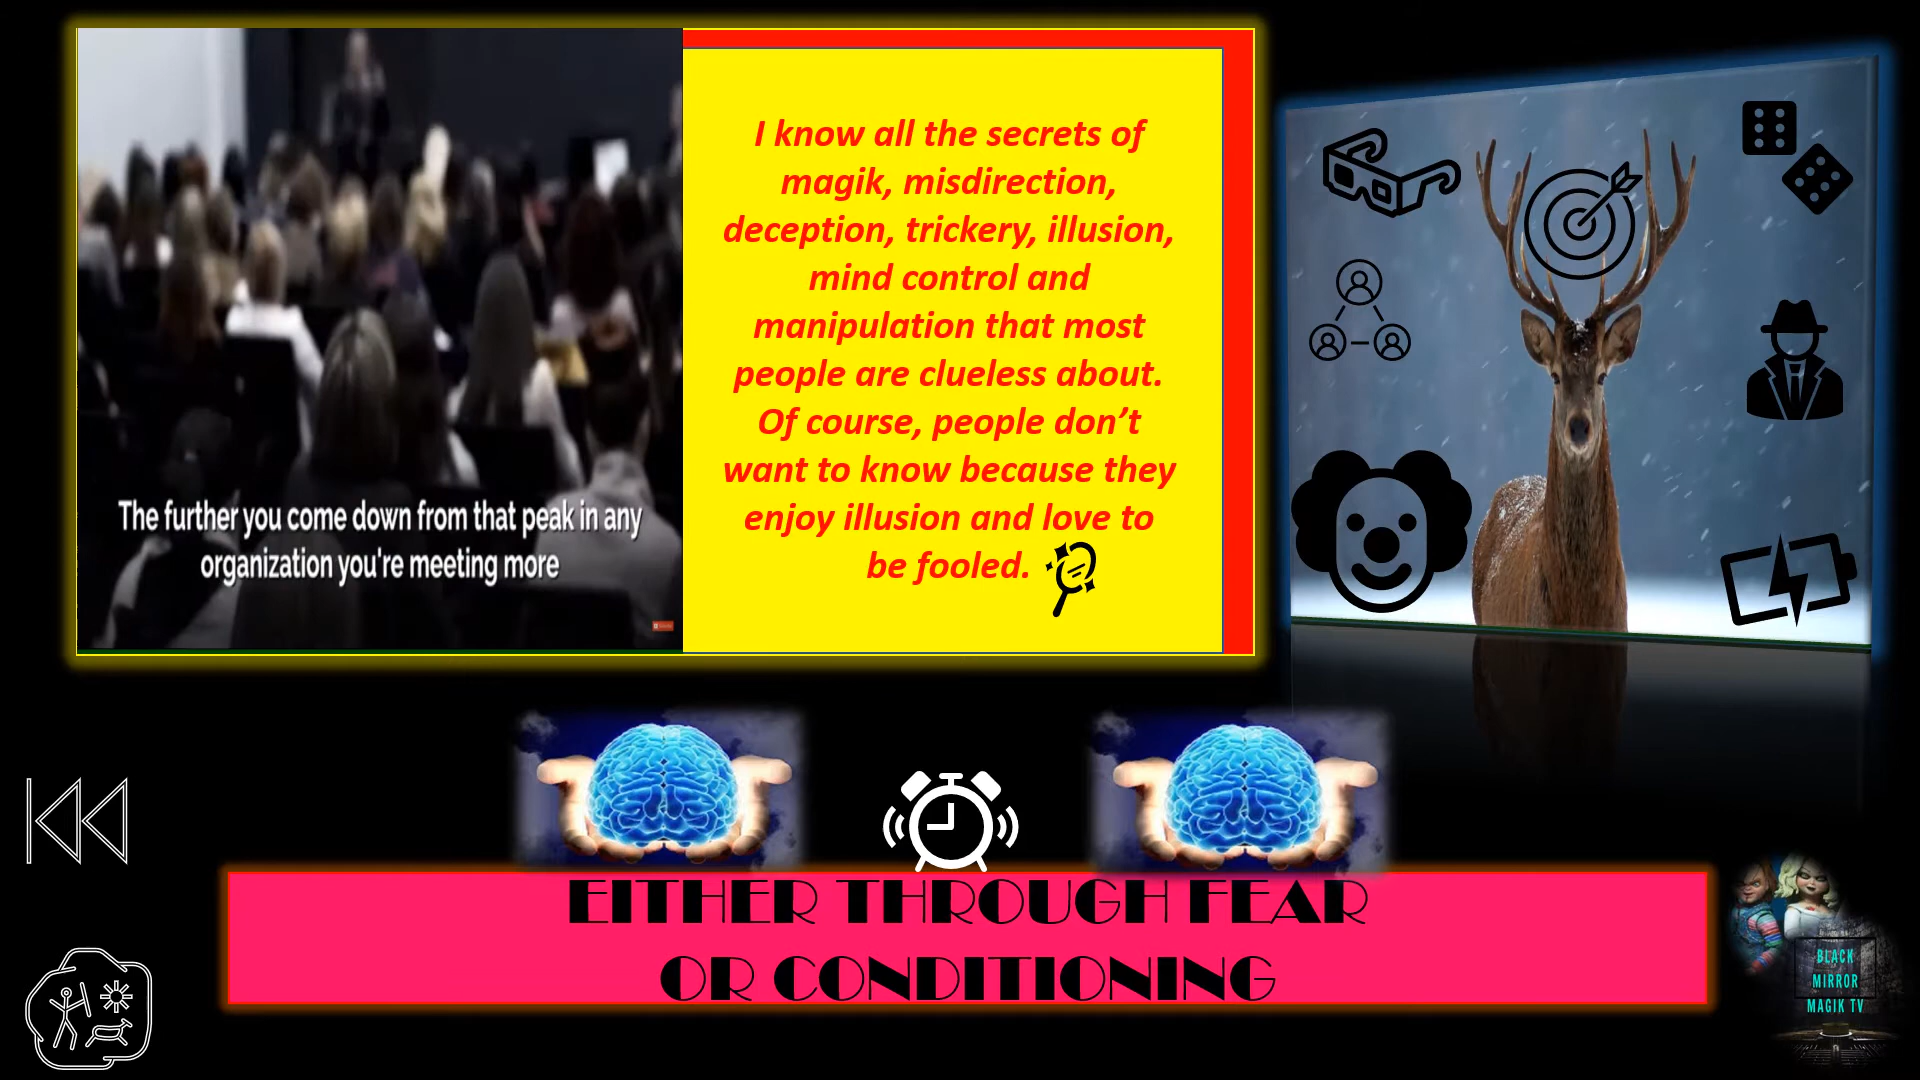 I know all the secrets of
magik, misdirection,
deception, trickery, illusion,
mind control and
manipulation that most
people are clueless about.
Of course, people don’t
want to know because they
enjoy illusion and love to
be fooled.
The further you come down from that peak in any
organization you're meeting more
EITHER THROUGH FEAR
OR CONDITIONING
BLACK
MIRROR
MAGIK TV